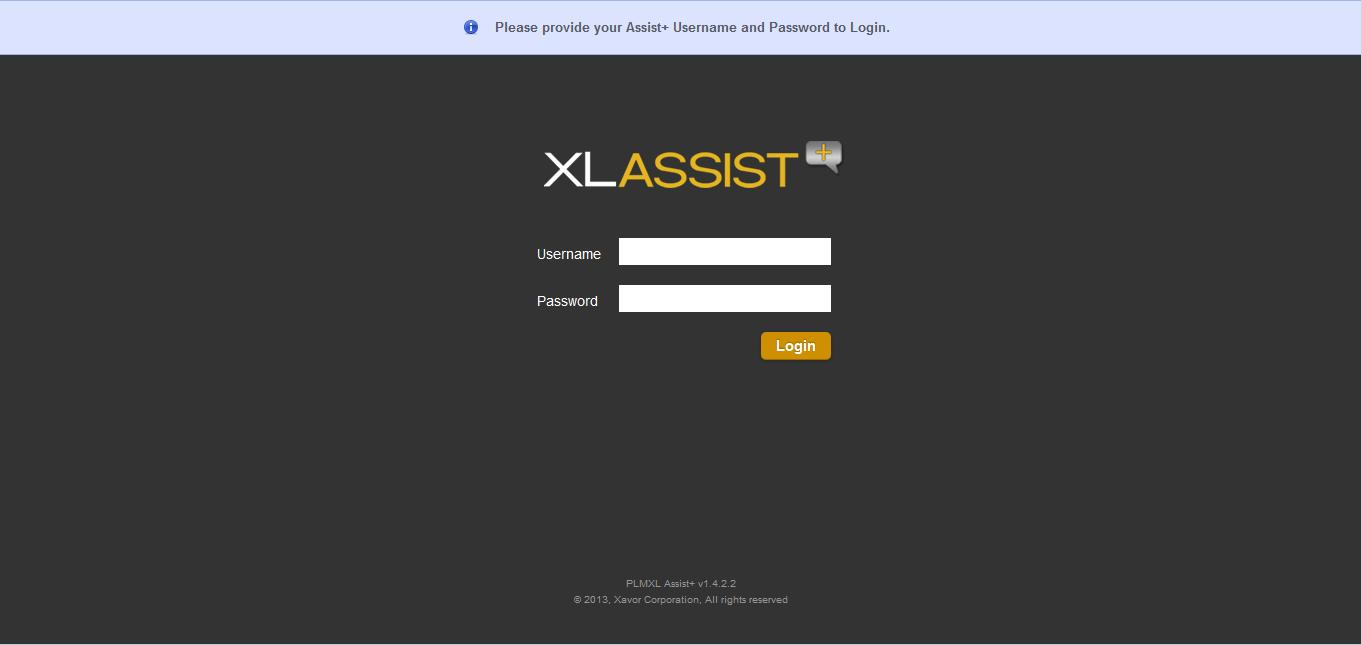 Please provide your Assist+ Username and Password to Login.
XLASSIST+
Username
Password
Login
PLMXL Assist+ v1.4.2.2
© 2013, Xavor Corporation, All rights reserved